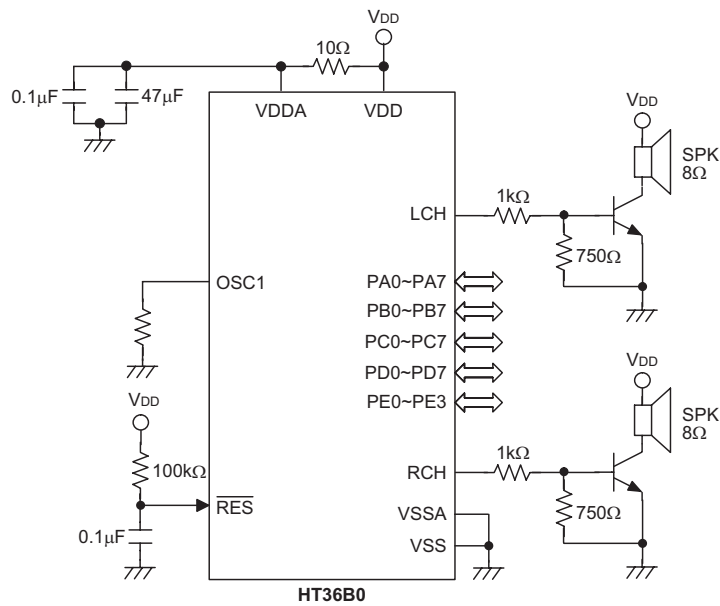 VDD
10Ω
0.1μF
47μF
VDDA
VDD
VDD
SPK
8Ω
LCH
1kΩ
750Ω
OSC1
PA0~PA7
PB0~PB7
PC0~PC7
PD0~PD7
PE0~PE3
VDD
VDD
SPK
8Ω
100kΩ
RES
RCH
1kΩ
750Ω
0.1μF
VSSA
VSS
HT36B0